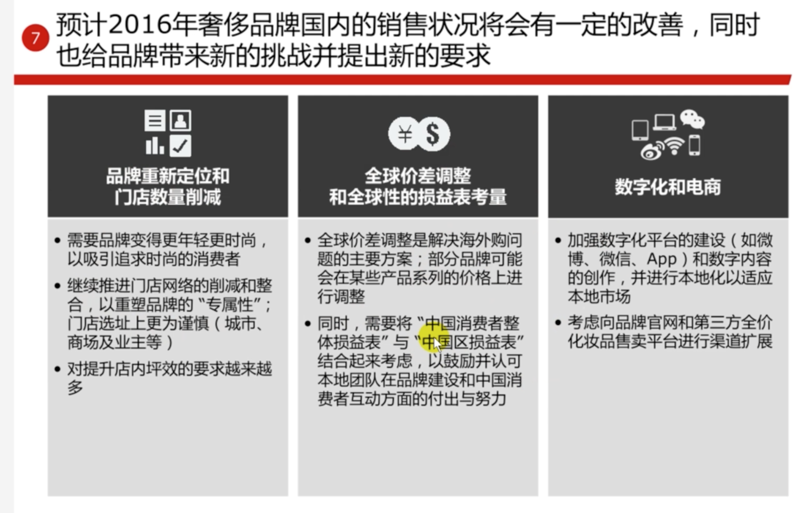 7
预计2016年奢侈品牌国内的销售状况将会有一定的改善，同时
也给品牌带来新的挑战并提出新的要求
品牌重新定位和
门店数量削减
• 需要品牌变得更年轻更时尚，
以吸引追求时尚的消费者
• 继续推进门店网络的削减和整
合，以重塑品牌的“专属性”；
门店选址上更为谨慎（城市、
商场及业主等）
• 对提升店内坪效的要求越来越
多
¥ $
全球价差调整
和全球性的损益表考量
• 全球价差调整是解决海外购问
题的主要方案；部分品牌可能
会在某些产品系列的价格上进
行调整
• 同时，需要将“中国消费者整
体损益表”与“中国区损益表”
结合起来考虑，以鼓励并认可
本地团队在品牌建设和中国消
费者互动方面的付出与努力
数字化和电商
• 加强数字化平台的建设（如微
博、微信、App）和数字内容
的创作，并进行本地化以适应
本地市场
• 考虑向品牌官网和第三方全价
化妆品售卖平台进行渠道扩展